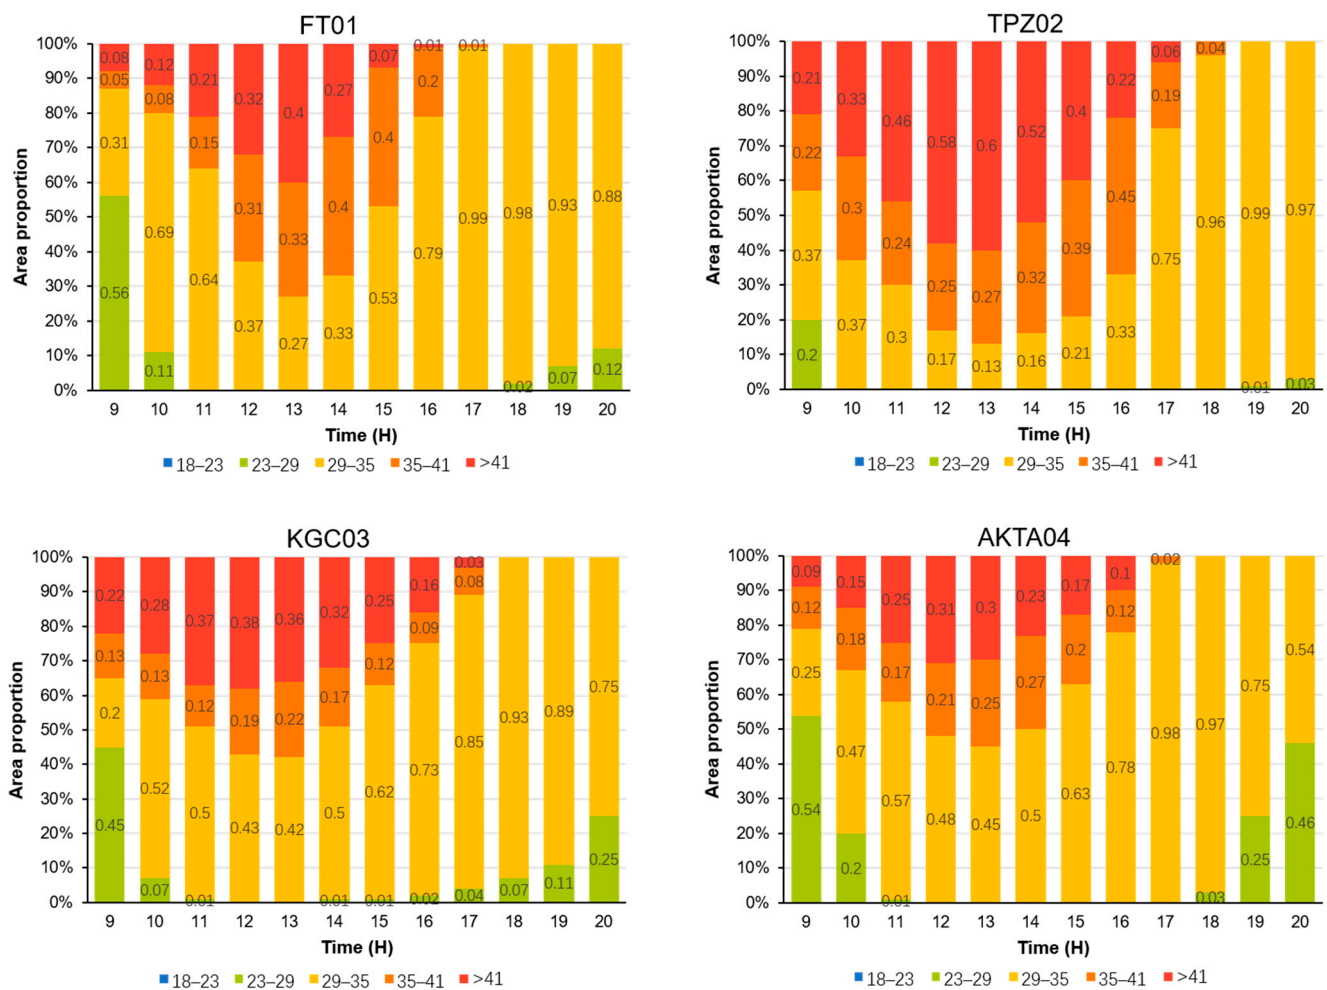 FT01
100%
90%
80%
70%
60%
50%
40%
30%
20%
10%
0%
Area proportion
0.08 0.12 0.21 0.32 0.4 0.27 0.07 0.01 0.01
0.05 0.08 0.15 0.31 0.33 0.4 0.4 0.2
0.31 0.69 0.64 0.37 0.27 0.33 0.53 0.79 0.99 0.98 0.93 0.88
0.56 0.11 0.02 0.07 0.12
9 10 11 12 13 14 15 16 17 18 19 20
Time (H)
18–23 23–29 29–35 35–41 >41
TPZ02
100%
90%
80%
70%
60%
50%
40%
30%
20%
10%
0%
Area proportion
0.21 0.33 0.46 0.58 0.6 0.52 0.4 0.22 0.06 0.04
0.22 0.3 0.24 0.25 0.27 0.32 0.39 0.45 0.19
0.37 0.37 0.3 0.17 0.13 0.16 0.21 0.33 0.75 0.96 0.99 0.97
0.2 0.01 0.03
9 10 11 12 13 14 15 16 17 18 19 20
Time (H)
18–23 23–29 29–35 35–41 >41
KGC03
100%
90%
80%
70%
60%
50%
40%
30%
20%
10%
0%
Area proportion
0.22 0.28 0.37 0.38 0.36 0.32 0.25 0.16 0.03
0.13 0.13 0.12 0.19 0.22 0.17 0.12 0.09 0.08
0.2 0.52 0.5 0.43 0.42 0.5 0.62 0.73 0.85 0.93 0.89 0.75
0.45 0.07 0.01 0.01 0.01 0.02 0.04 0.07 0.11 0.25
9 10 11 12 13 14 15 16 17 18 19 20
Time (H)
18–23 23–29 29–35 35–41 >41
AKTA04
100%
90%
80%
70%
60%
50%
40%
30%
20%
10%
0%
Area proportion
0.09 0.15 0.25 0.31 0.3 0.23 0.17 0.1
0.12 0.18 0.17 0.21 0.25 0.27 0.2 0.12 0.02
0.25 0.47 0.57 0.48 0.45 0.5 0.63 0.78 0.98 0.97 0.75 0.54
0.54 0.2 0.01 0.03 0.25 0.46
9 10 11 12 13 14 15 16 17 18 19 20
Time (H)
18–23 23–29 29–35 35–41 >41